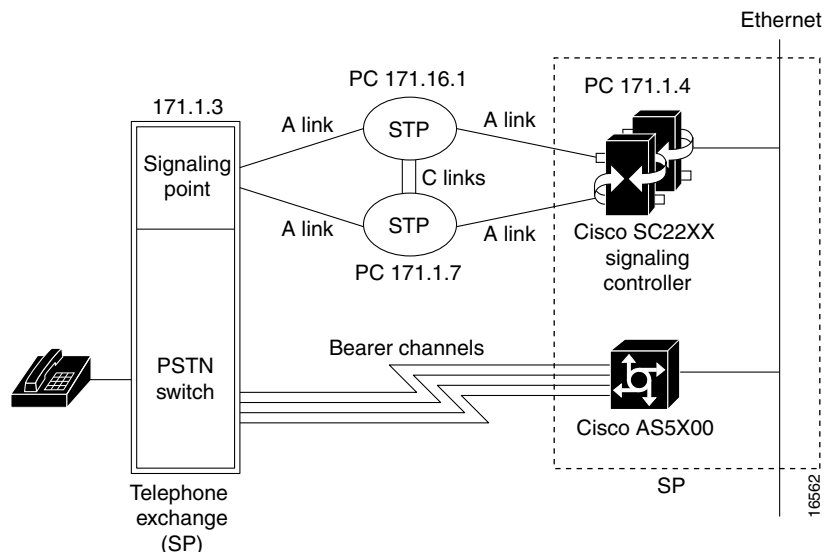 Ethernet
PC 171.16.1
PC 171.1.4
171.1.3
A link
A link
STP
Signaling
point
C links
STP
A link
A link
PC 171.1.7
Cisco SC22XX
signaling
controller
Bearer channels
PSTN
switch
Cisco AS5X00
SP
Telephone
exchange
(SP)
16562